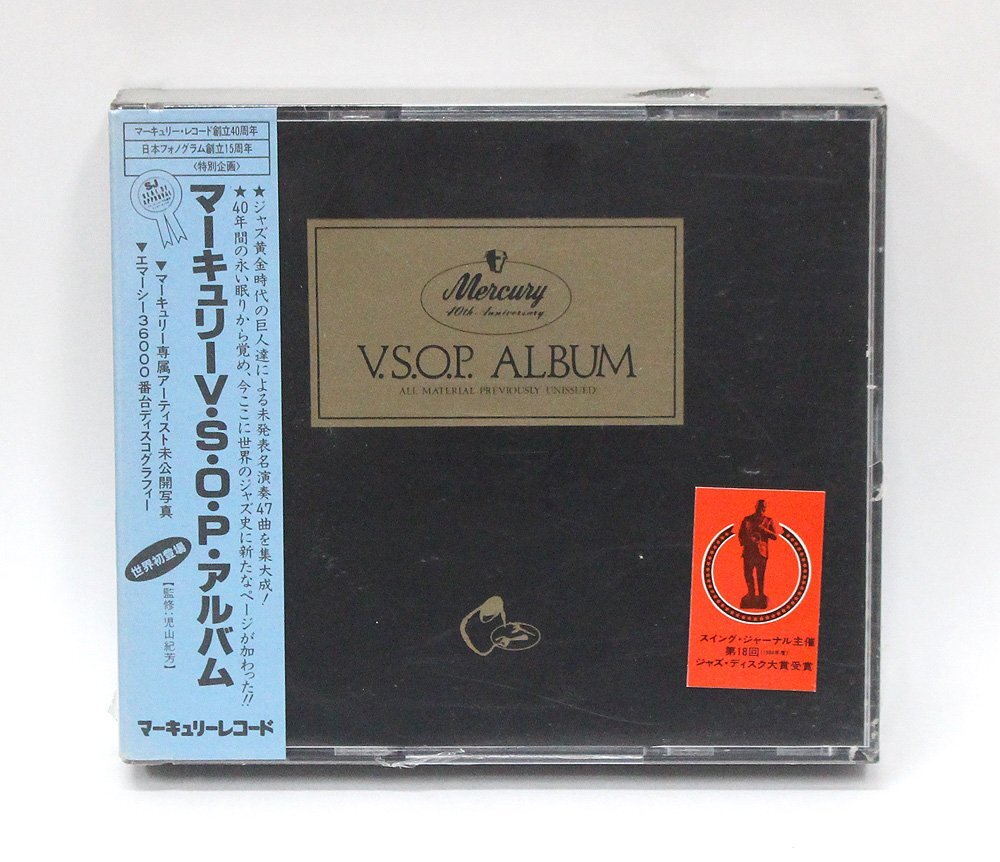 マーキュリー・レコード創立40周年
日本フォノグラム創立15周年
〈特別企画〉
SJ
マーキュリーV・S・O・P・アルバム
★ジャズ黄金時代の巨人達による未発表名演奏47曲を集大成!
★40年間の永い眠りから覚め、今ここに世界のジャズ史に新たなページが加わった!!
▼マーキュリー専属アーティスト未公開写真
▼エマーシー36000番台ディスコグラフィー
世界初登場
【監修:児山紀芳】
マーキュリーレコード
Mercury
40th Anniversary
V.S.O.P. ALBUM
ALL MATERIAL PREVIOUSLY UNISSUED
スイング・ジャーナル主催
第18回
ジャズ・ディスク大賞受賞